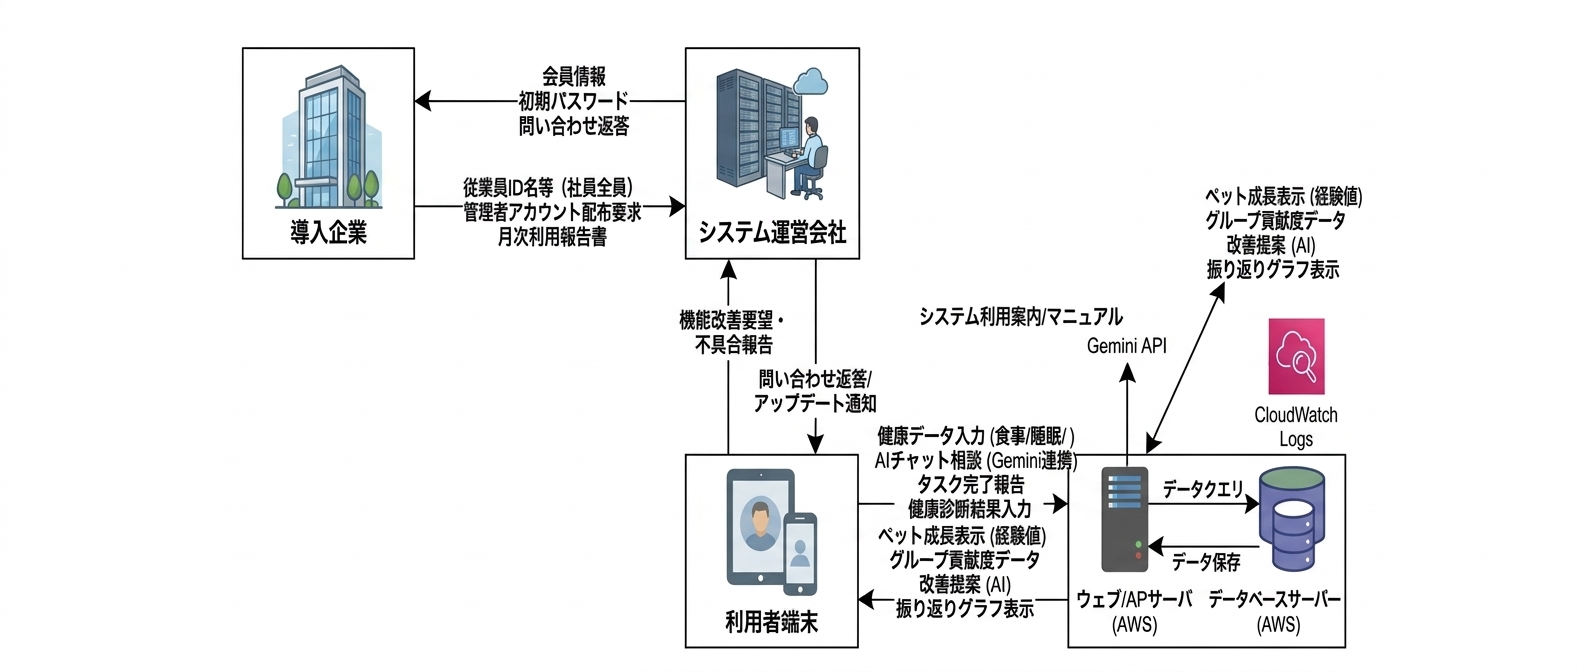 会員情報
初期パスワード
問い合わせ返答
従業員ID名等（社員全員）
管理者アカウント配布要求
月次利用報告書
導入企業
システム運営会社
機能改善要望・
不具合報告
問い合わせ返答/
アップデート通知
システム利用案内/マニュアル
Gemini API
ペット成長表示 (経験値)
グループ貢献度データ
改善提案 (AI)
振り返りグラフ表示
CloudWatch
Logs
健康データ入力 (食事/睡眠/ )
AIチャット相談 (Gemini連携)
タスク完了報告
健康診断結果入力
ペット成長表示 (経験値)
グループ貢献度データ
改善提案 (AI)
振り返りグラフ表示
利用者端末
データクエリ
データ保存
ウェブ/APサーバ
(AWS)
データベースサーバー
(AWS)